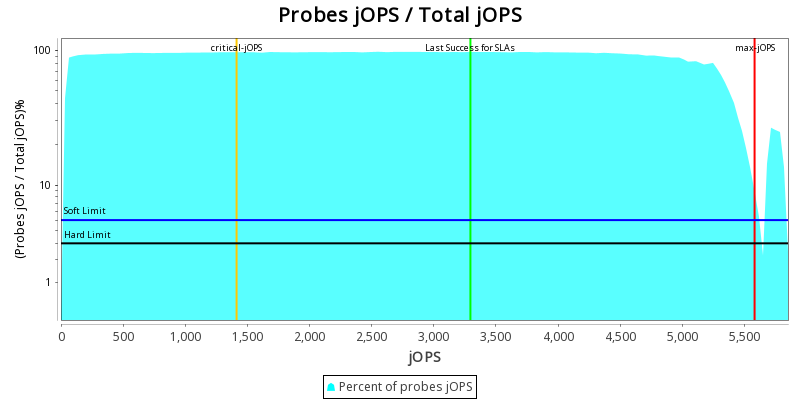 Probes jOPS / Total jOPS
(Probes jOPS / Total jOPS)%
100
10
1
critical-jOPS
Last Success for SLAs
max-jOPS
Soft Limit
Hard Limit
0 500 1,000 1,500 2,000 2,500 3,000 3,500 4,000 4,500 5,000 5,500
jOPS
Percent of probes jOPS